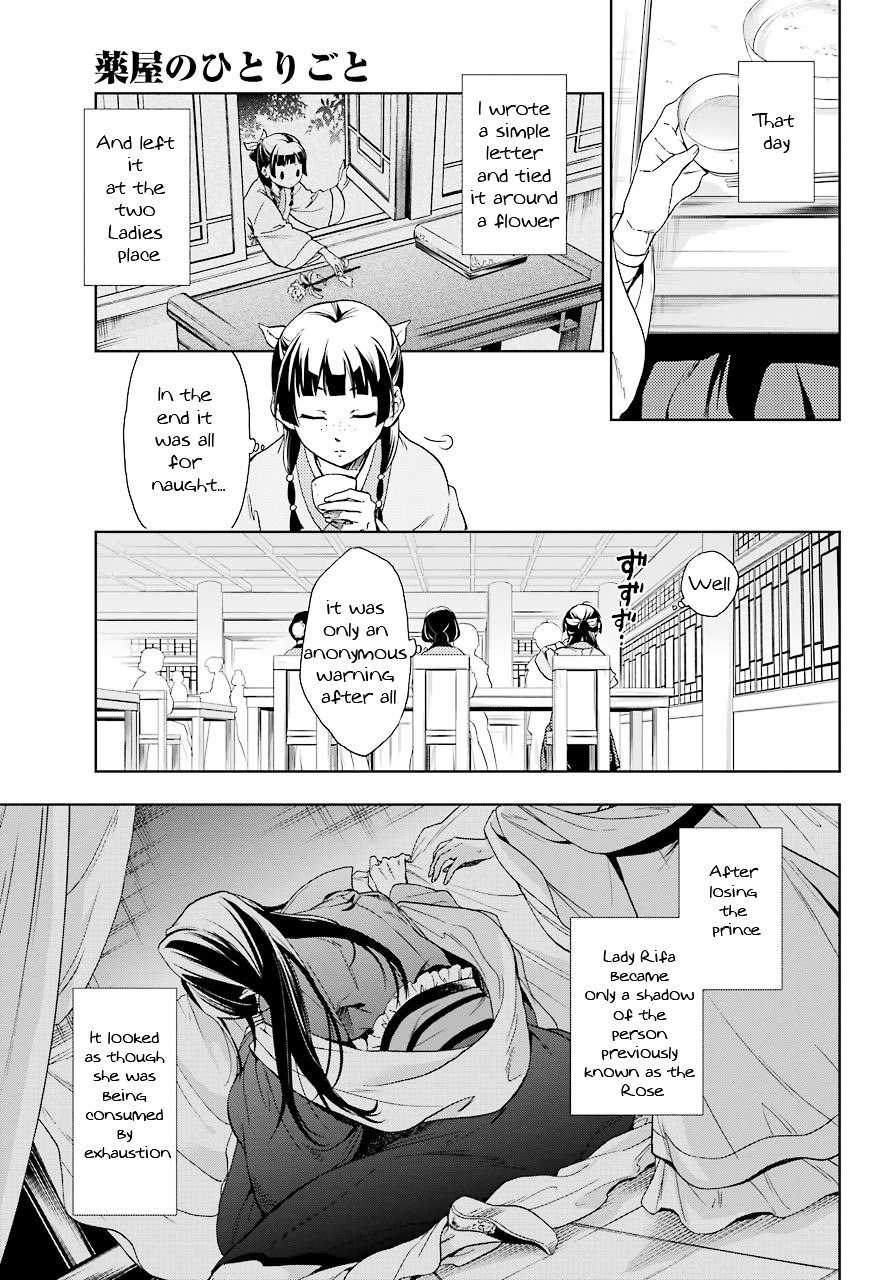 薬屋のひとりごと
That
day
I wrote
a simple
letter
and tied
it around
a flower
And left
it
at the
two
Ladies
place
In the
end it
was all
for
naught...
Well
ずずず...
it was
only an
anonymous
warning
after all
After
losing
the
prince
Lady Rifa
became
only a shadow
of the
person
previously
known as the
Rose
It looked
as though
she was
being
consumed
by
exhaustion